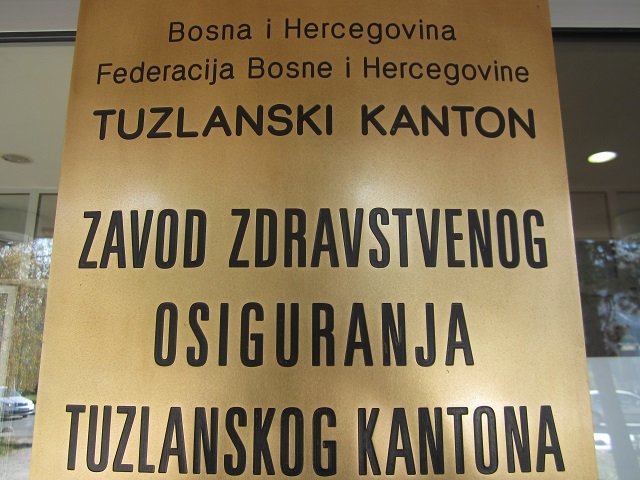 Bosna i Hercegovina
Federacija Bosne i Hercegovine
TUZLANSKI KANTON
ZAVOD ZDRAVSTVENOG
OSIGURANJA
TUZLANSKOG KANTONA